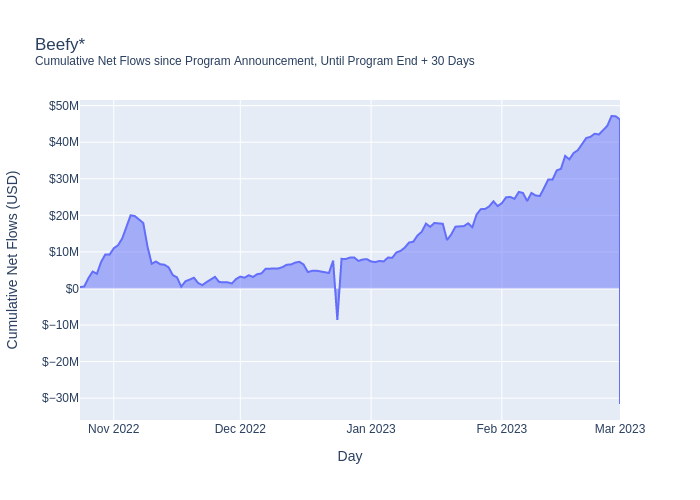 Beefy*
Cumulative Net Flows since Program Announcement, Until Program End + 30 Days
Cumulative Net Flows (USD)
$50M
$40M
$30M
$20M
$10M
$0
$−10M
$−20M
$−30M
Nov 2022
Dec 2022
Jan 2023
Feb 2023
Mar 2023
Day